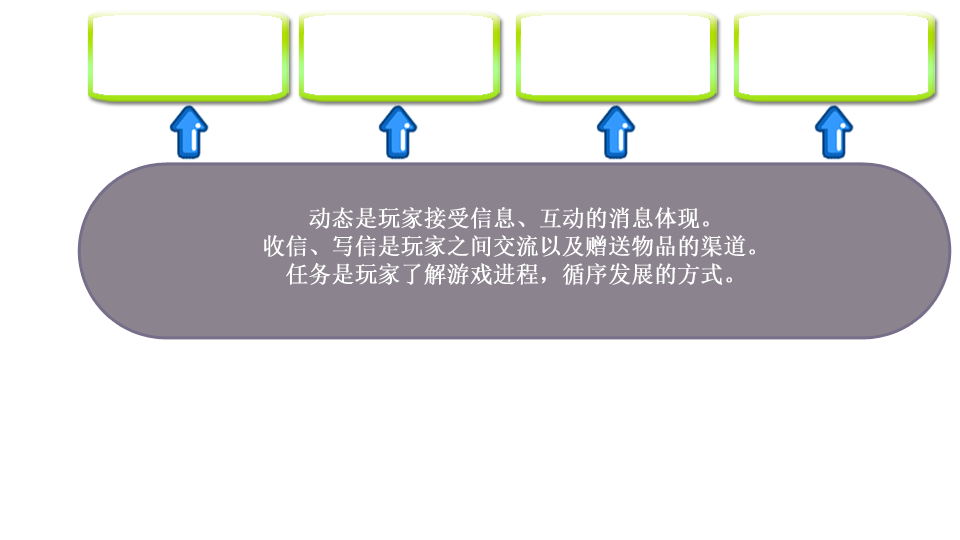 动态是玩家接受信息、互动的消息体现。
收信、写信是玩家之间交流以及赠送物品的渠道。
任务是玩家了解游戏进程，循序发展的方式。